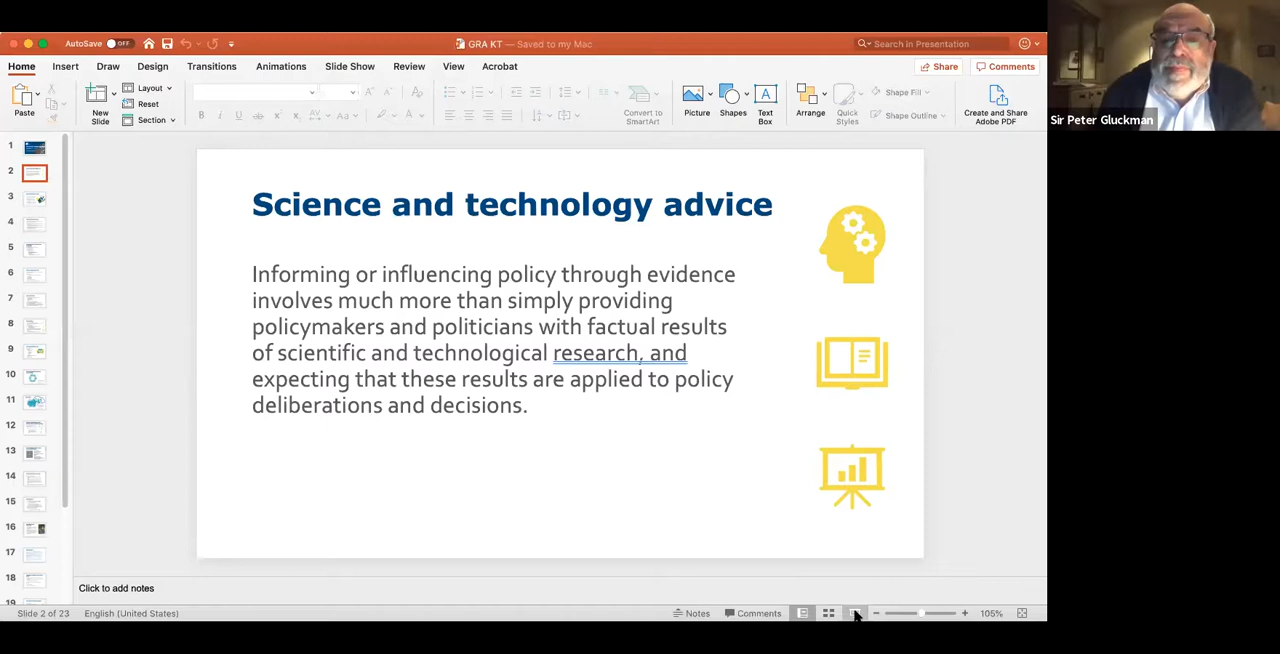 AutoSave OFF
GRA KT — Saved to my Mac
Search in Presentation
Home Insert Draw Design Transitions Animations Slide Show Review View Acrobat
Share Comments
Paste
New
Slide
Layout
Reset
Section
Convert to
SmartArt
Picture
Shapes
Text
Box
Arrange
Quick
Styles
Shape Fill
Shape Outline
Create and Share
Adobe PDF
Sir Peter Gluckman
1
2
3
4
5
6
7
8
9
10
11
12
13
14
15
16
17
18
19
Science and technology advice
Informing or influencing policy through evidence
involves much more than simply providing
policymakers and politicians with factual results
of scientific and technological research, and
expecting that these results are applied to policy
deliberations and decisions.
Click to add notes
Slide 2 of 23 English (United States) Notes Comments 105%